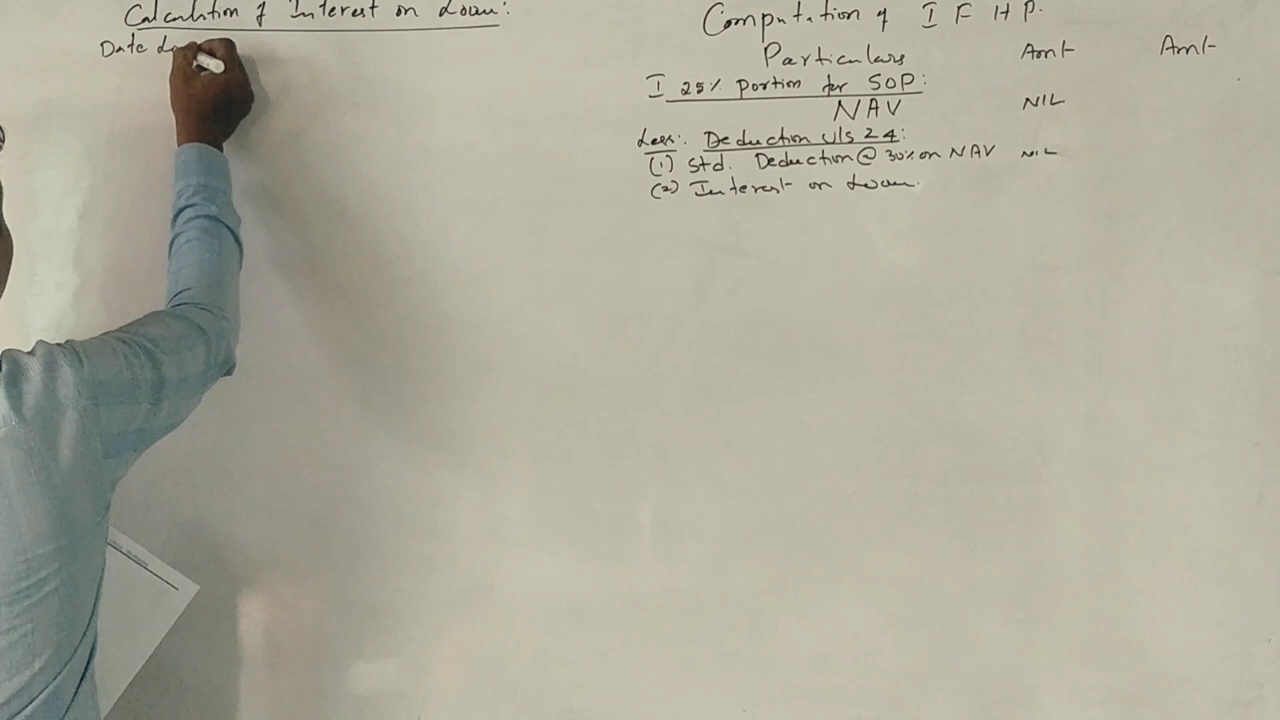 Calculation of Interest on Loan:
Date
Computation of I F H P.
Particulars Amt Amt
I 25% Portion for SOP:
NAV NIL
Less: Deduction U/s 24:
(1) Std. Deduction @ 30% on NAV NIL
(2) Interest on Loan.